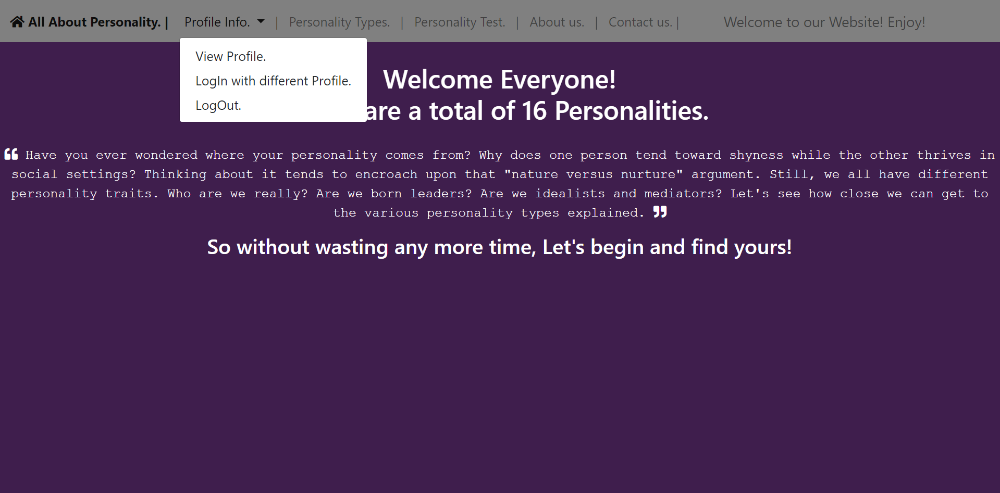 All About Personality. | Profile Info. | Personality Types. | Personality Test. | About us. | Contact us. | Welcome to our Website! Enjoy!
View Profile.
LogIn with different Profile.
LogOut.
Welcome Everyone!
are a total of 16 Personalities.
Have you ever wondered where your personality comes from? Why does one person tend toward shyness while the other thrives in
social settings? Thinking about it tends to encroach upon that "nature versus nurture" argument. Still, we all have different
personality traits. Who are we really? Are we born leaders? Are we idealists and mediators? Let's see how close we can get to
the various personality types explained.
So without wasting any more time, Let's begin and find yours!